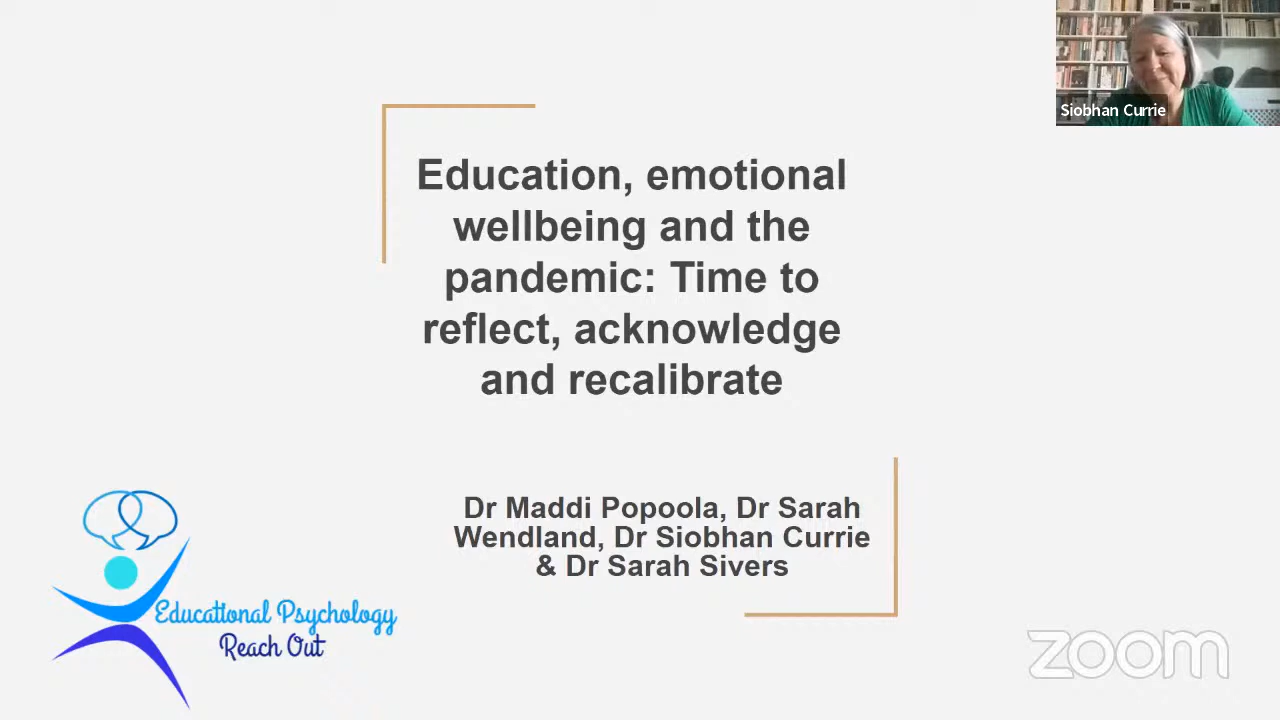 Siobhan Currie
Education, emotional
wellbeing and the
pandemic: Time to
reflect, acknowledge
and recalibrate
Dr Maddi Popoola, Dr Sarah
Wendland, Dr Siobhan Currie
& Dr Sarah Sivers
Educational Psychology
Reach Out
zoom